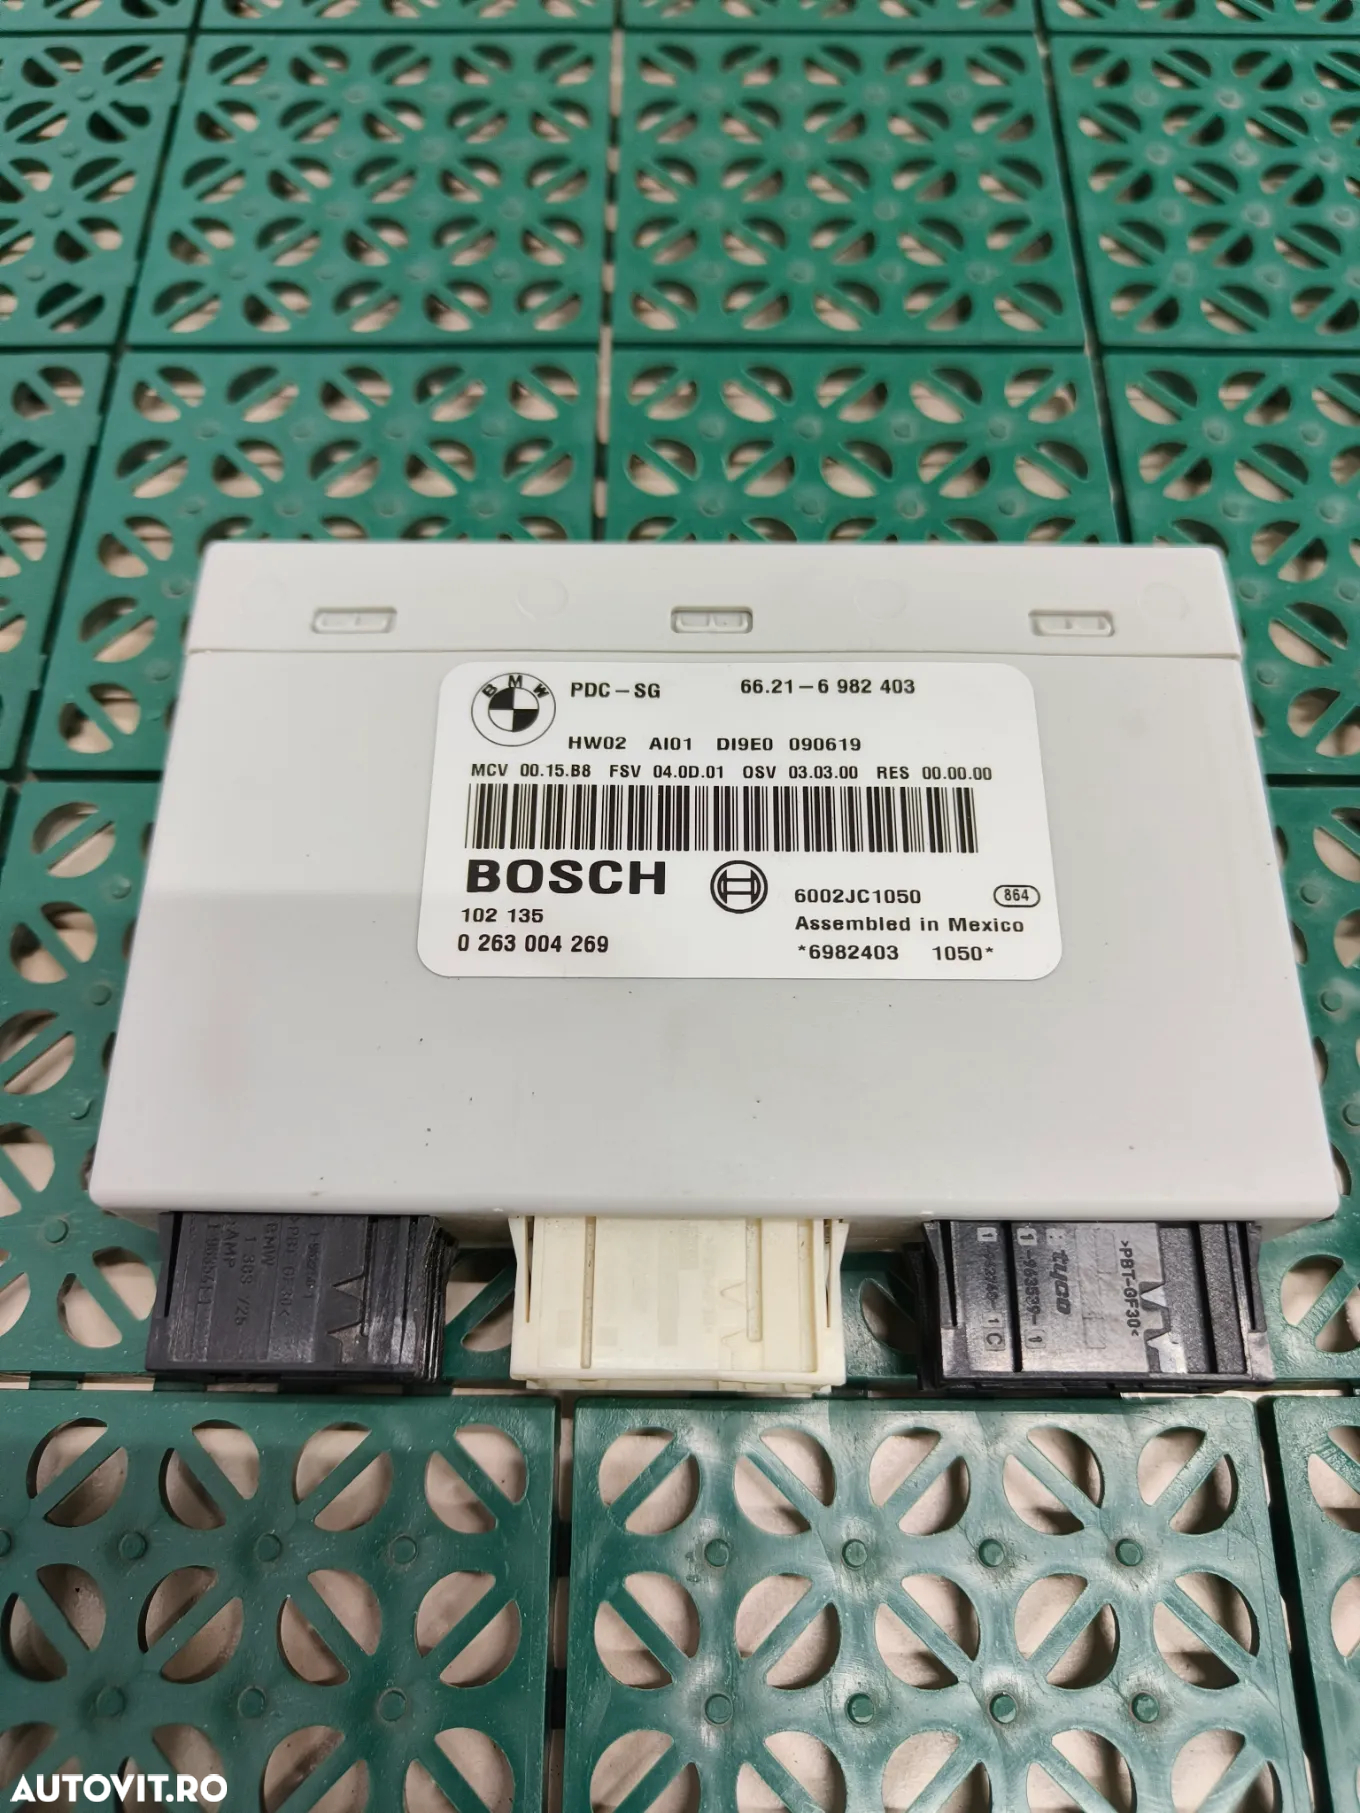 BMW
PDC-SG 66.21-6 982 403
HW02 AI01 DI9E0 090619
MCV 00.15.B8 FSV 04.0D.01 OSV 03.03.00 RES 00.00.00
BOSCH
6002JC1050 864
102 135
Assembled in Mexico
0 263 004 269
*6982403 1050*
BMW
AMP
tyco
>PBT-GF30<
AUTOVIT.RO